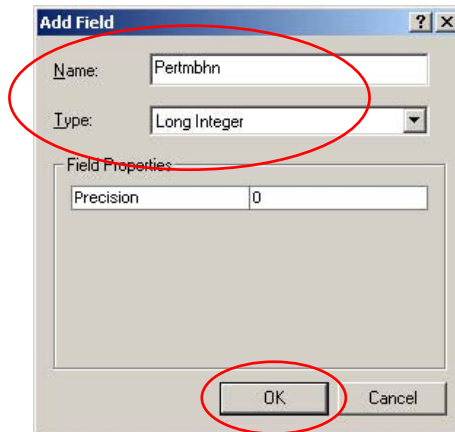 Add Field
Name: Pertmbhn
Type: Long Integer
Field Properties
Precision 0
OK Cancel